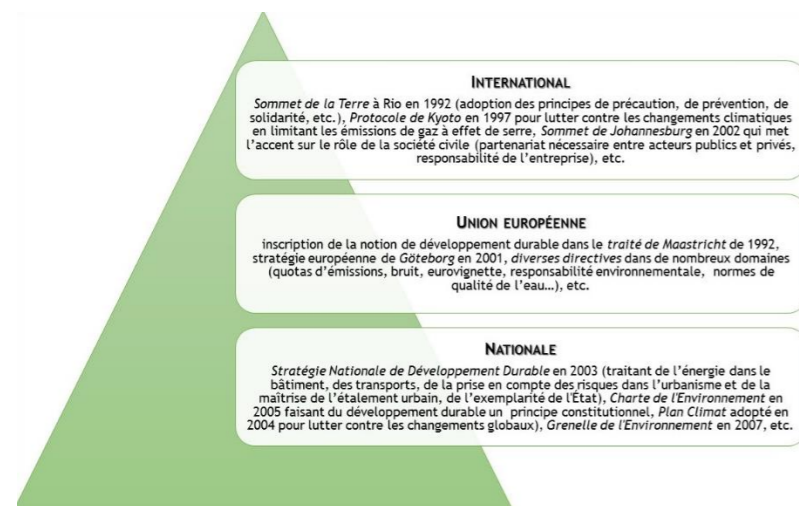 INTERNATIONAL
Sommet de la Terre à Rio en 1992 (adoption des principes de précaution, de prévention, de
solidarité, etc.), Protocole de Kyoto en 1997 pour lutter contre les changements climatiques
en limitant les émissions de gaz à effet de serre, Sommet de Johannesburg en 2002 qui met
l'accent sur le rôle de la société civile (partenariat nécessaire entre acteurs publics et privés,
responsabilité de l'entreprise), etc.
UNION EUROPÉENNE
inscription de la notion de développement durable dans le traité de Maastricht de 1992,
stratégie européenne de Göteborg en 2001, diverses directives dans de nombreux domaines
(quotas d'émissions, bruit, eurovignette, responsabilité environnementale, normes de
qualité de l'eau…), etc.
NATIONALE
Stratégie Nationale de Développement Durable en 2003 (traitant de l'énergie dans le
bâtiment, des transports, de la prise en compte des risques dans l'urbanisme et de la
maîtrise de l'étalement urbain, de l'exemplarité de l'État), Charte de l'Environnement en
2005 faisant du développement durable un principe constitutionnel, Plan Climat adopté en
2004 pour lutter contre les changements globaux), Grenelle de l'Environnement en 2007, etc.